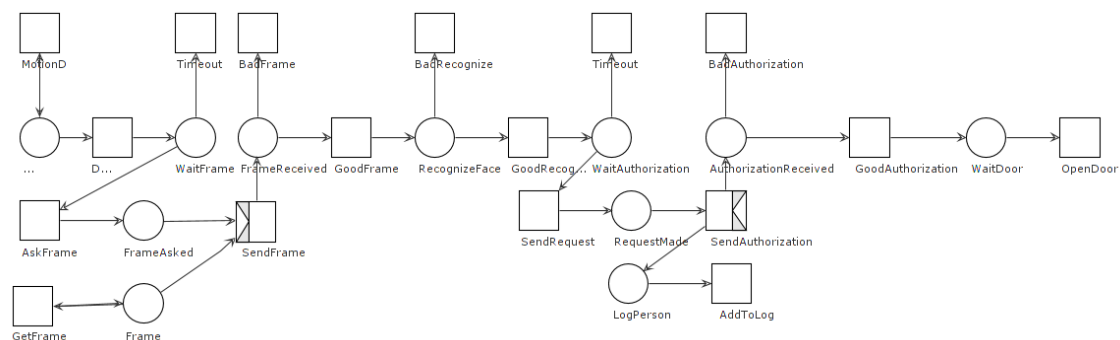 MotionD
Timeout
BadFrame
BadRecognize
Timeout
BadAuthorization
...
D...
WaitFrame
FrameReceived
GoodFrame
RecognizeFace
GoodRecog...
WaitAuthorization
AuthorizationReceived
GoodAuthorization
WaitDoor
OpenDoor
AskFrame
FrameAsked
SendFrame
SendRequest
RequestMade
SendAuthorization
GetFrame
Frame
LogPerson
AddToLog